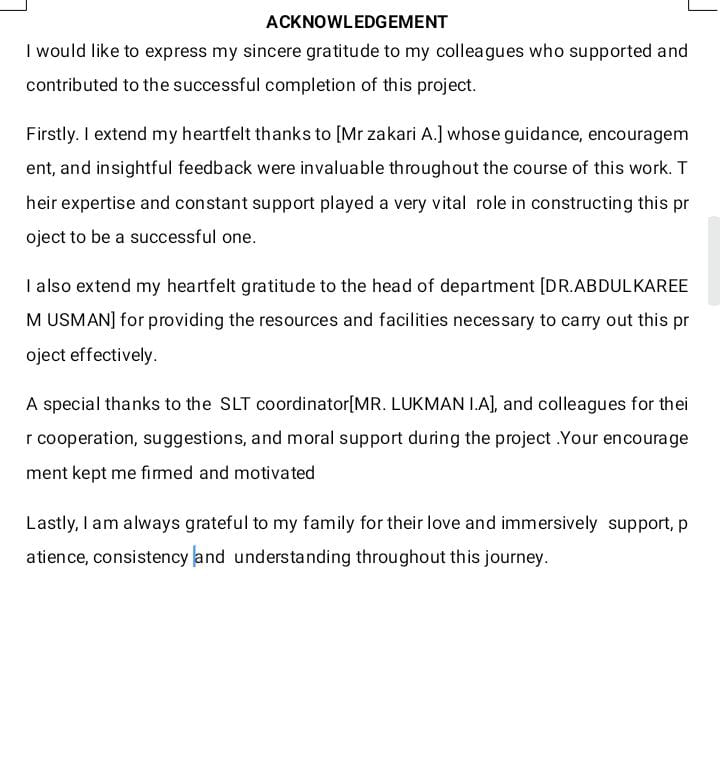 ACKNOWLEDGEMENT
I would like to express my sincere gratitude to my colleagues who supported and
contributed to the successful completion of this project.
Firstly. I extend my heartfelt thanks to [Mr zakari A.] whose guidance, encouragem
ent, and insightful feedback were invaluable throughout the course of this work. T
heir expertise and constant support played a very vital  role in constructing this pr
oject to be a successful one.
I also extend my heartfelt gratitude to the head of department [DR.ABDULKAREE
M USMAN] for providing the resources and facilities necessary to carry out this pr
oject effectively.
A special thanks to the  SLT coordinator[MR. LUKMAN I.A], and colleagues for thei
r cooperation, suggestions, and moral support during the project .Your encourage
ment kept me firmed and motivated
Lastly, I am always grateful to my family for their love and immersively  support, p
atience, consistency and  understanding throughout this journey.